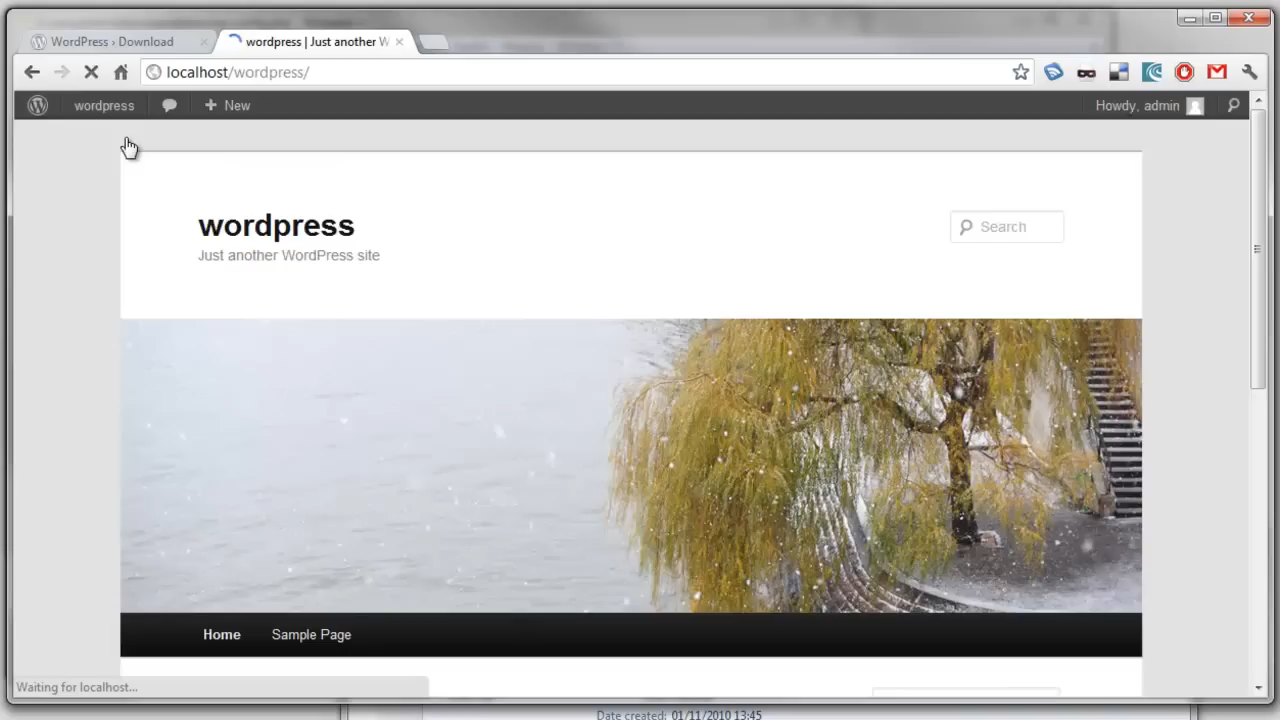 WordPress › Download
wordpress | Just another W
localhost/wordpress/
wordpress
New
Howdy, admin
wordpress
Just another WordPress site
Search
Home
Sample Page
Waiting for localhost...
Date created: 01/11/2010 13:45